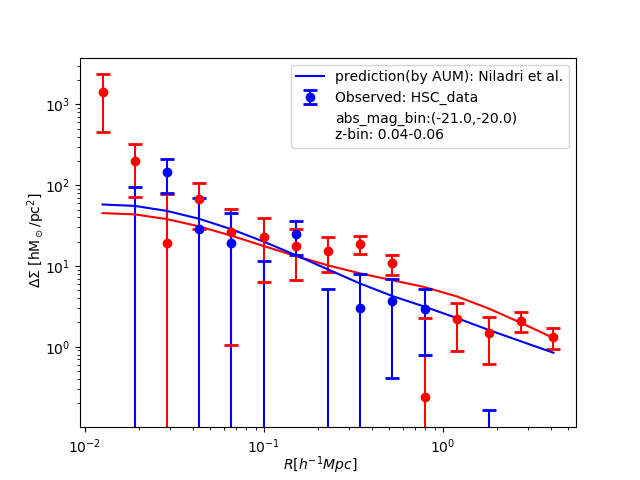 prediction(by AUM): Niladri et al.
Observed: HSC_data
abs_mag_bin:(-21.0,-20.0)
z-bin: 0.04-0.06
ΔΣ [hM⊙/pc²]
10³
10²
10¹
10⁰
10⁻²
10⁻¹
10⁰
R[h⁻¹Mpc]